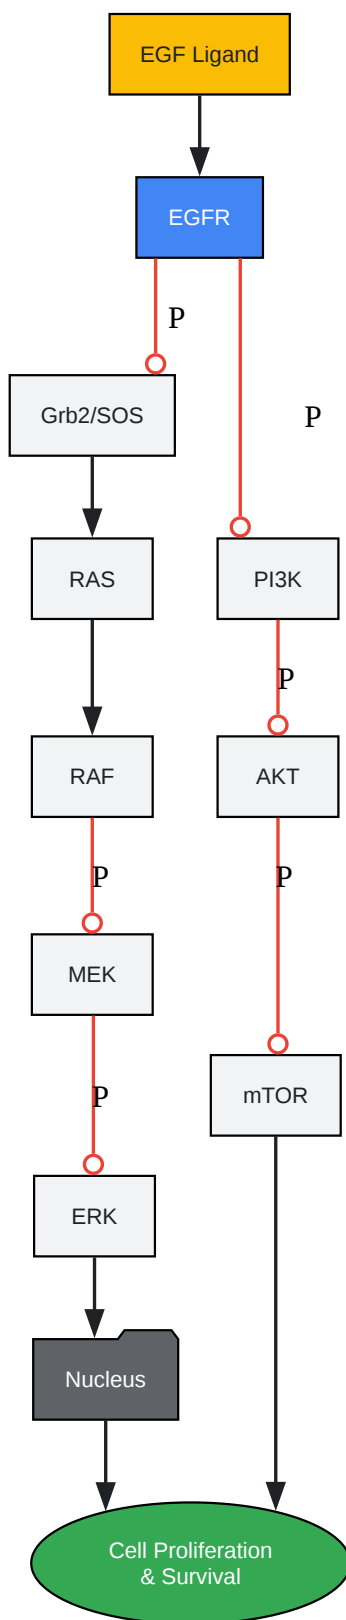 EGF Ligand
EGFR
P
Grb2/SOS
P
RAS
PI3K
P
RAF
AKT
P
P
MEK
P
mTOR
ERK
Nucleus
Cell Proliferation
& Survival